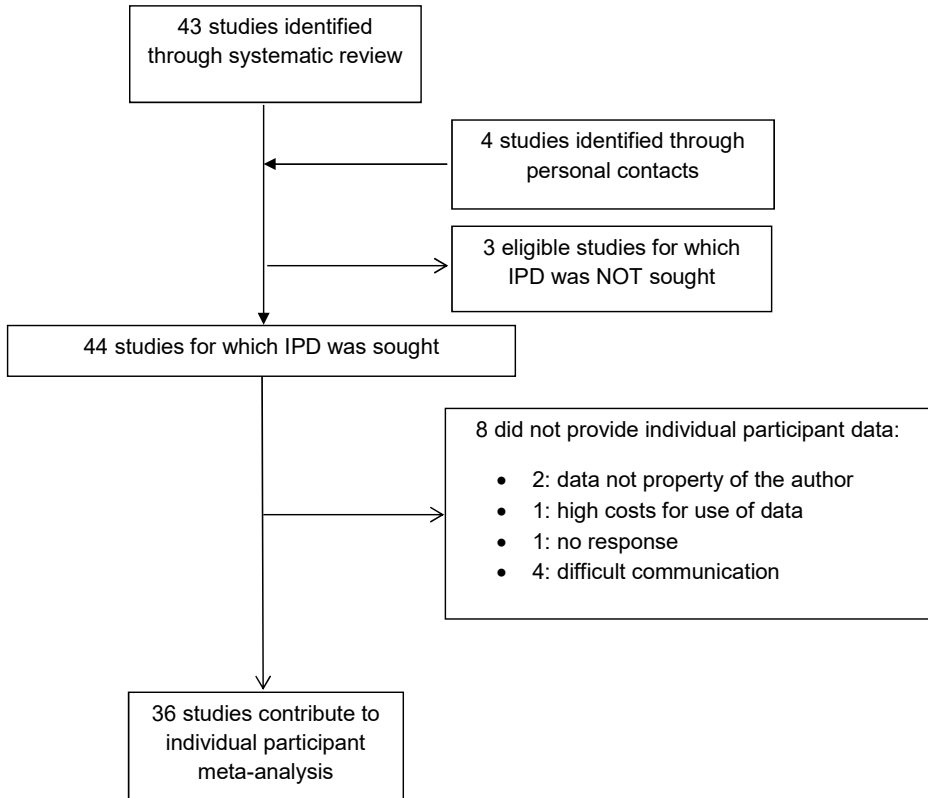 43 studies identified
through systematic review
4 studies identified through
personal contacts
3 eligible studies for which
IPD was NOT sought
44 studies for which IPD was sought
8 did not provide individual participant data:
• 2: data not property of the author
• 1: high costs for use of data
• 1: no response
• 4: difficult communication
36 studies contribute to
individual participant
meta-analysis